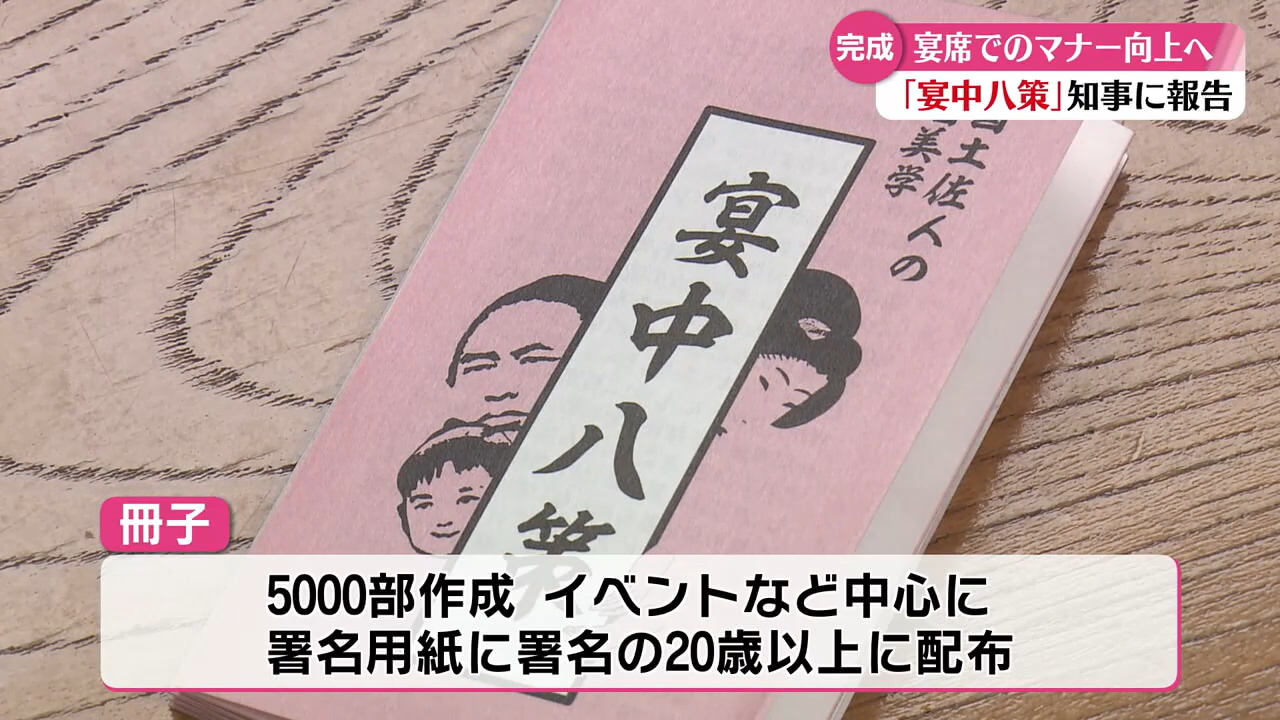 完成
宴席でのマナー向上へ
「宴中八策」知事に報告
土佐人の
美学
宴中八策
冊子
5000部作成 イベントなど中心に
署名用紙に署名の20歳以上に配布